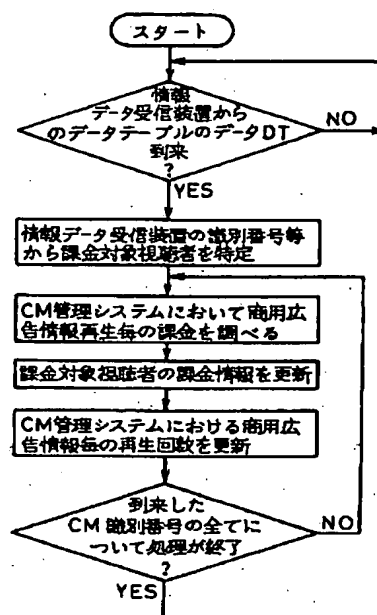 スタート
情報
データ受信装置から
のデータテーブルのデータDT
到来
?
NO
YES
情報データ受信装置の識別番号等
から課金対象視聴者を特定
CM管理システムにおいて商用広
告情報再生毎の課金を調べる
課金対象視聴者の課金情報を更新
CM管理システムにおける商用広
告情報毎の再生回数を更新
到来した
CM識別番号の全てに
ついて処理が終了
?
NO
YES